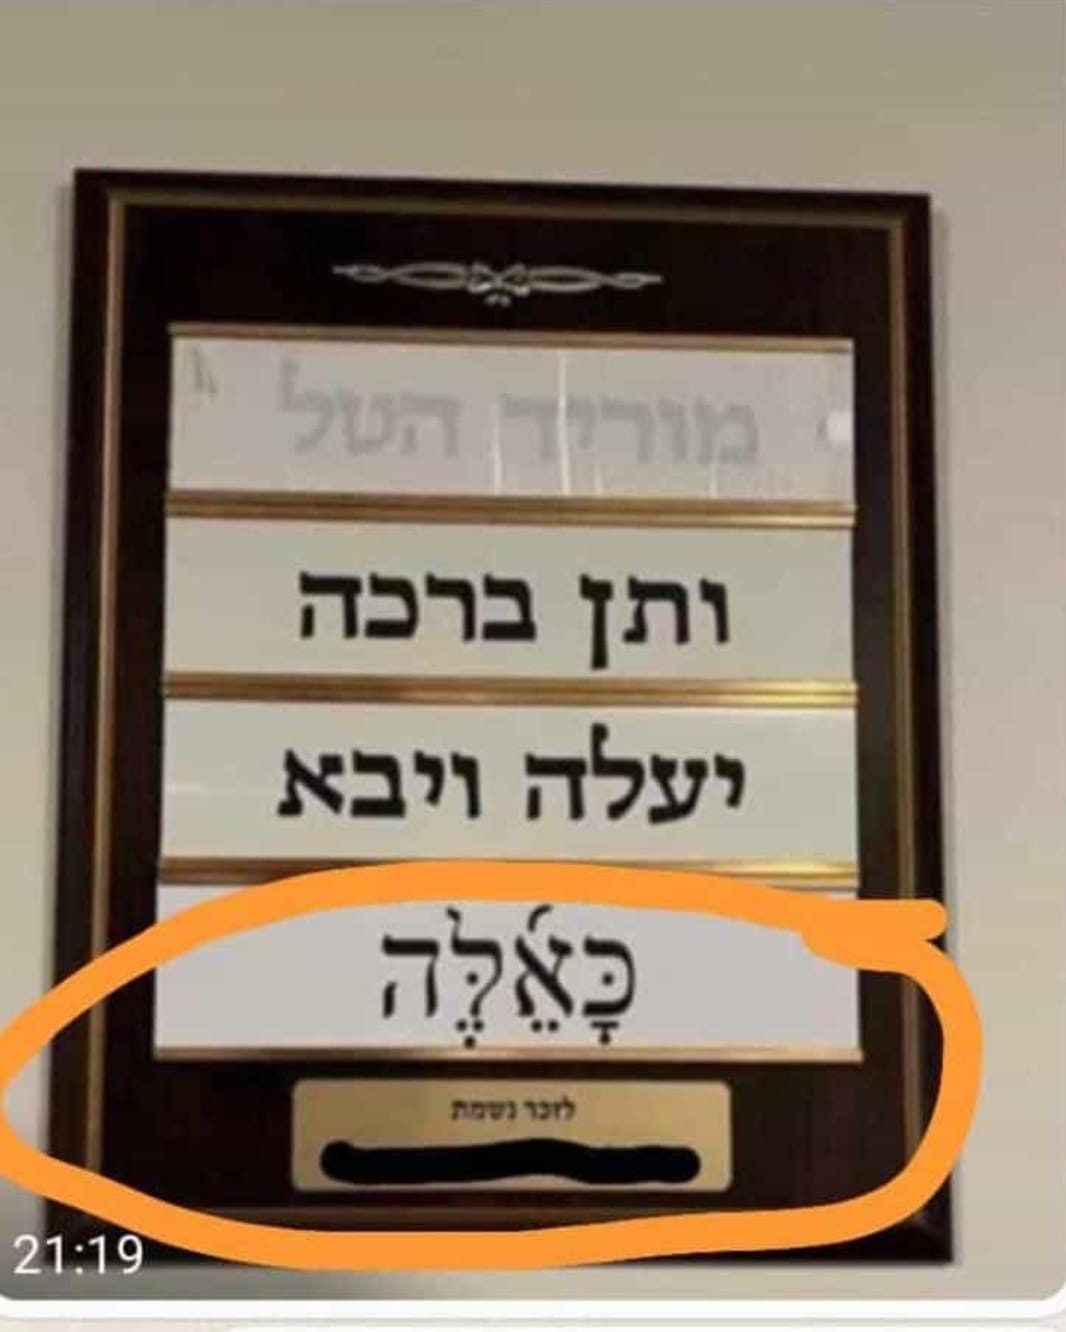 מוריד הטל
ותן ברכה
יעלה ויבא
כָּאֵ֜לֶּה
לזכר נשמת
21:19